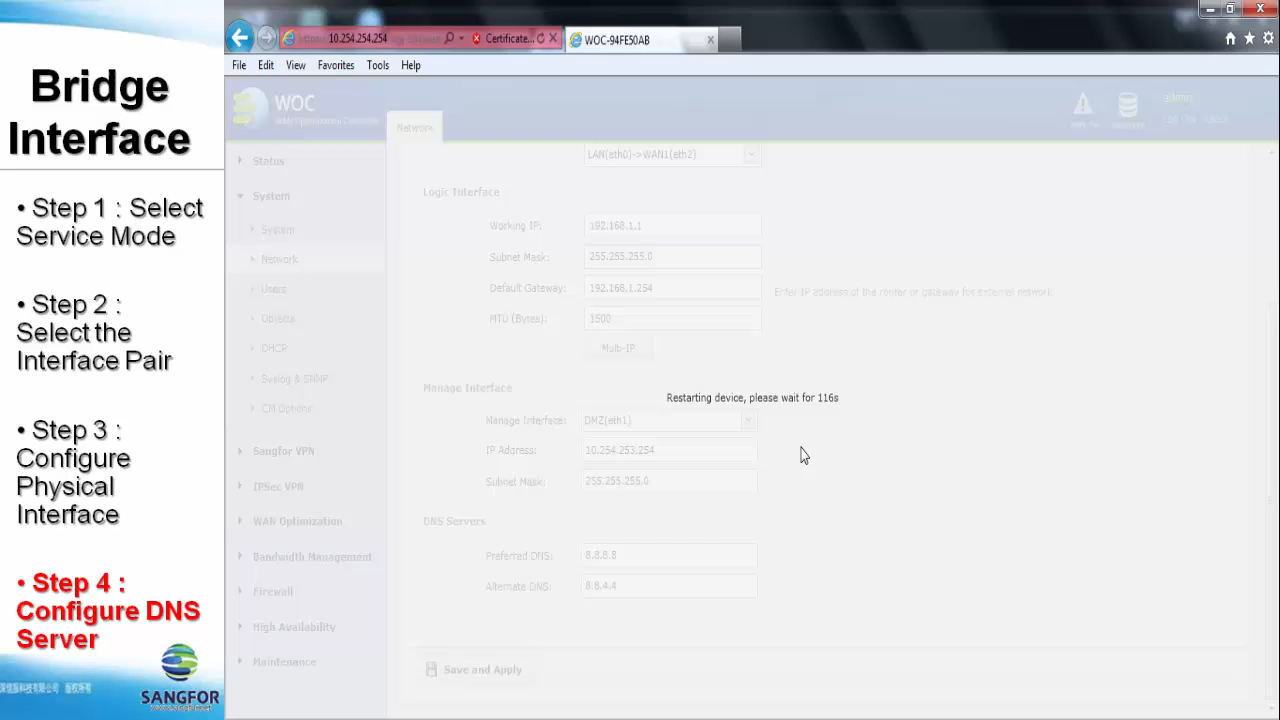 Bridge
Interface
• Step 1 : Select
Service Mode
• Step 2 :
Select the
Interface Pair
• Step 3 :
Configure
Physical
Interface
• Step 4 :
Configure DNS
Server
SANGFOR
10.254.254.254
Certificate...
WOC-94FE50AB
File Edit View Favorites Tools Help
WOC
admin
Network
Status
System
System
Network
Users
Objects
DHCP
Syslog & SNMP
CM Options
Sangfor VPN
IPSec VPN
WAN Optimization
Bandwidth Management
Firewall
High Availability
Maintenance
LAN(eth0)->WAN1(eth2)
Logic Interface
Working IP: 192.168.1.1
Subnet Mask: 255.255.255.0
Default Gateway: 192.168.1.254
Enter IP address of the router or gateway for external network
MTU (Bytes): 1500
Multi-IP
Manage Interface
Restarting device, please wait for 116s
Manage Interface: DMZ(eth1)
IP Address: 10.254.253.254
Subnet Mask: 255.255.255.0
DNS Servers
Preferred DNS: 8.8.8.8
Alternate DNS: 8.8.4.4
Save and Apply